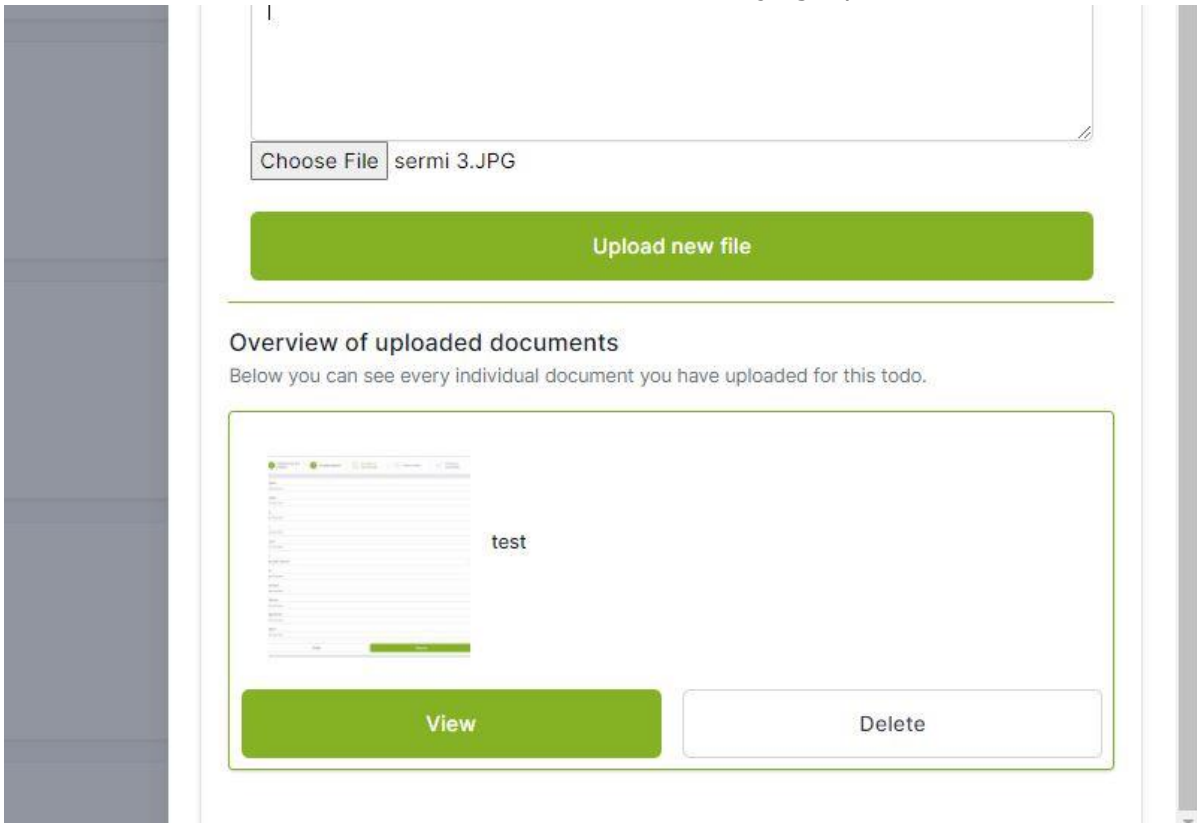 Choose File sermi 3.JPG
Upload new file
Overview of uploaded documents
Below you can see every individual document you have uploaded for this todo.
test
View
Delete